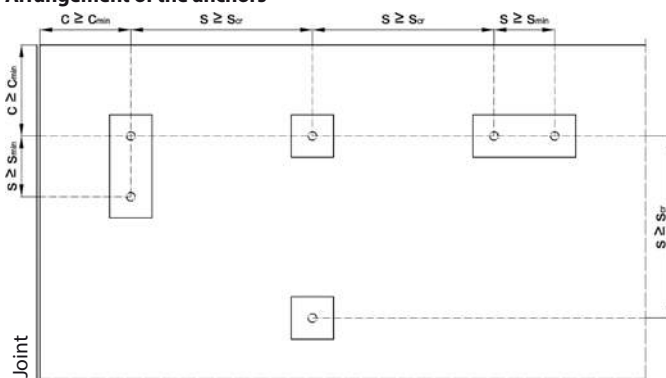 Arrangement of the anchors
c ≥ cmin
s ≥ scr
s ≥ scr
s ≥ smin
c ≥ cmin
s ≥ smin
s ≥ scr
Joint